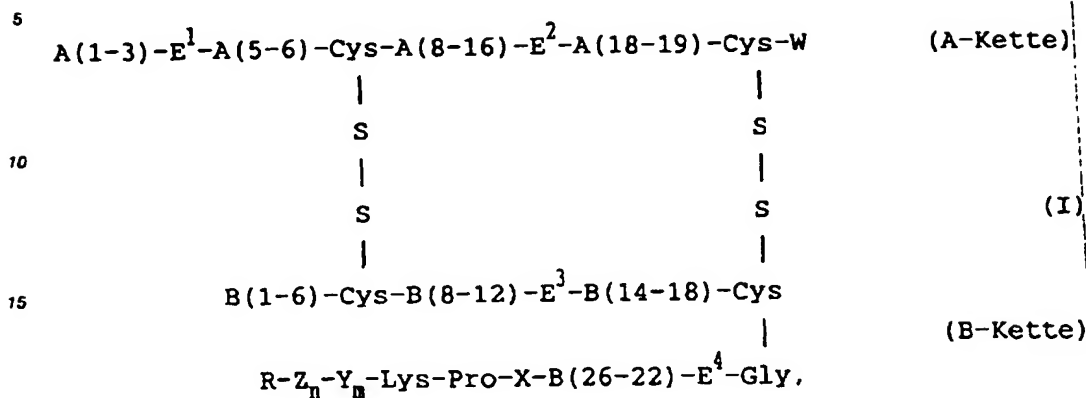 5
A(1-3)-E¹-A(5-6)-Cys-A(8-16)-E²-A(18-19)-Cys-W (A-Kette)
| |
S S
10 | |
S S (I)
| |
15 B(1-6)-Cys-B(8-12)-E³-B(14-18)-Cys
| (B-Kette)
R-Zₙ-Yₘ-Lys-Pro-X-B(26-22)-E⁴-Gly,